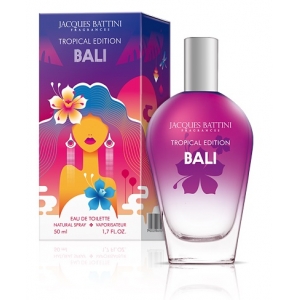 JACQUES BATTINI
FRAGRANCES
TROPICAL EDITION
BALI
EAU DE TOILETTE
NATURAL SPRAY ♦ VAPORISATEUR
50 ml 1,7 FL.OZ.
JACQUES BATTINI
FRAGRANCES
TROPICAL EDITION
BALI